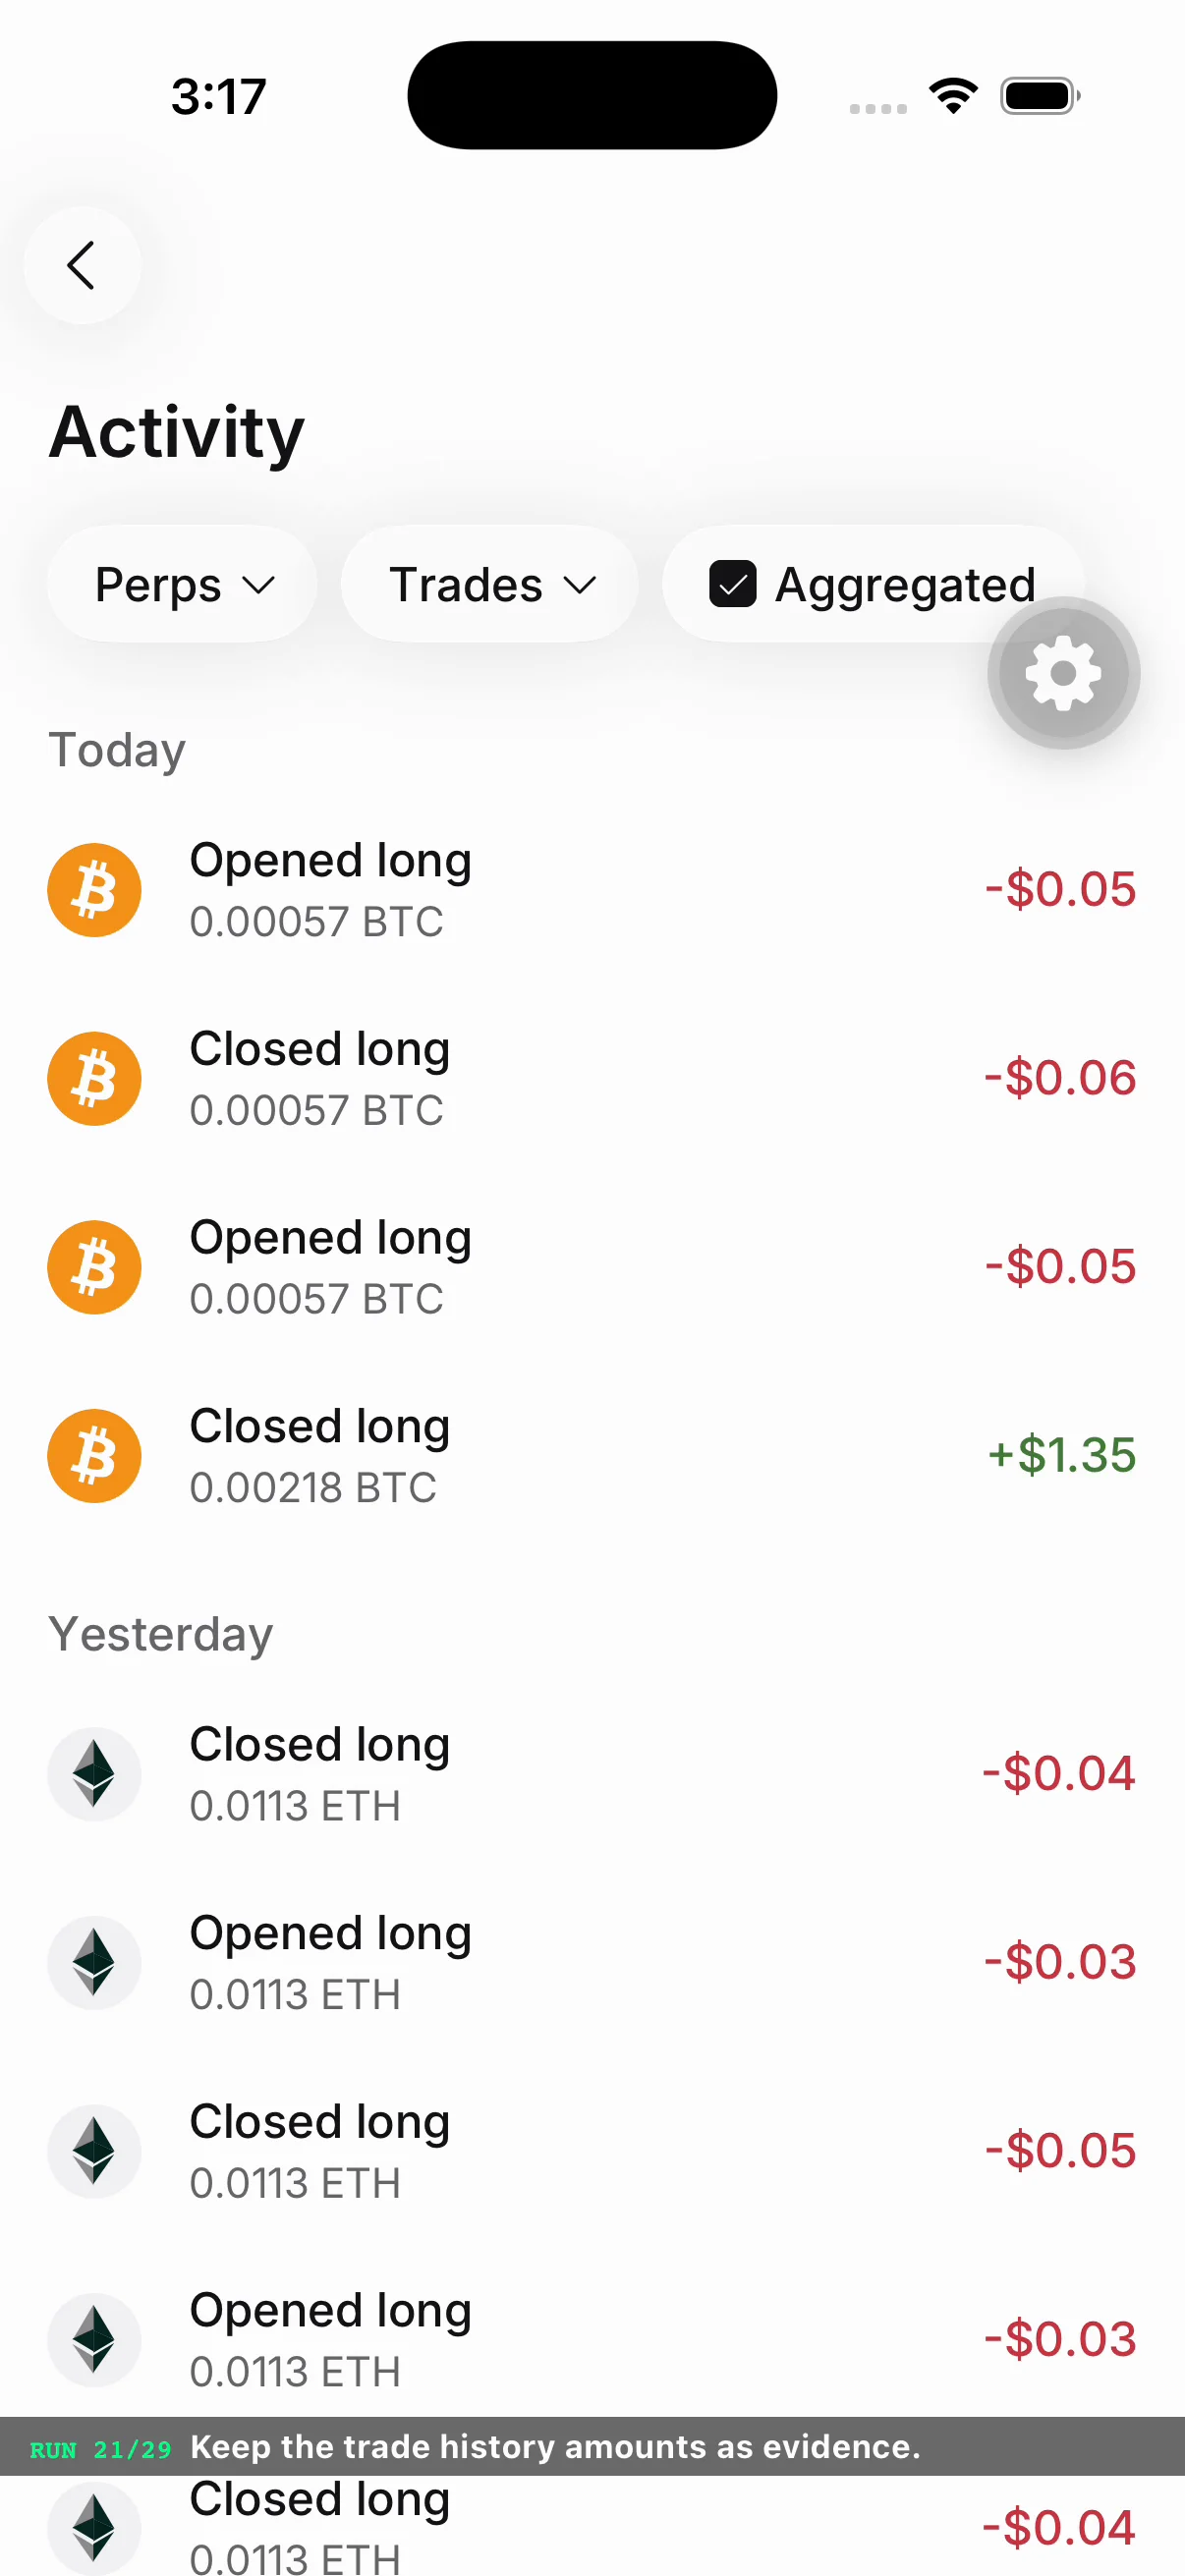 3:17
Activity
Perps
Trades
Aggregated
Today
Opened long
0.00057 BTC
-$0.05
Closed long
0.00057 BTC
-$0.06
Opened long
0.00057 BTC
-$0.05
Closed long
0.00218 BTC
+$1.35
Yesterday
Closed long
0.0113 ETH
-$0.04
Opened long
0.0113 ETH
-$0.03
Closed long
0.0113 ETH
-$0.05
Opened long
0.0113 ETH
-$0.03
RUN 21/29 Keep the trade history amounts as evidence.
Closed long
0.0113 ETH
-$0.04